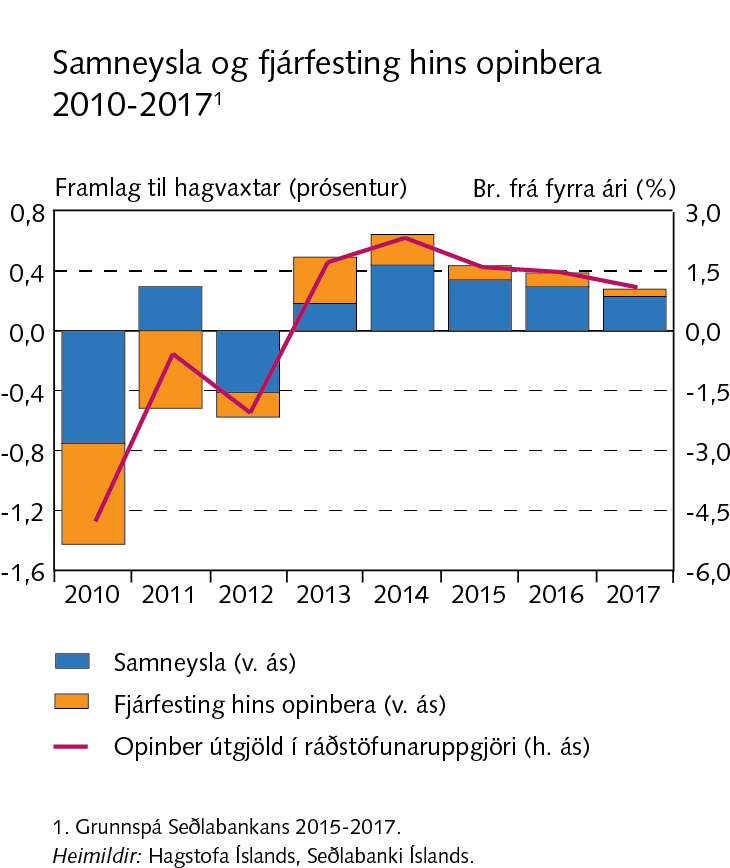 Samneysla og fjárfesting hins opinbera
2010-2017¹
Framlag til hagvaxtar (prósentur) Br. frá fyrra ári (%)
0,8 3,0
0,4 1,5
0,0 0,0
-0,4 -1,5
-0,8 -3,0
-1,2 -4,5
-1,6 -6,0
2010 2011 2012 2013 2014 2015 2016 2017
Samneysla (v. ás)
Fjárfesting hins opinbera (v. ás)
Opinber útgjöld í ráðstöfunaruppgjöri (h. ás)
1. Grunnspá Seðlabankans 2015-2017.
Heimildir: Hagstofa Íslands, Seðlabanki Íslands.